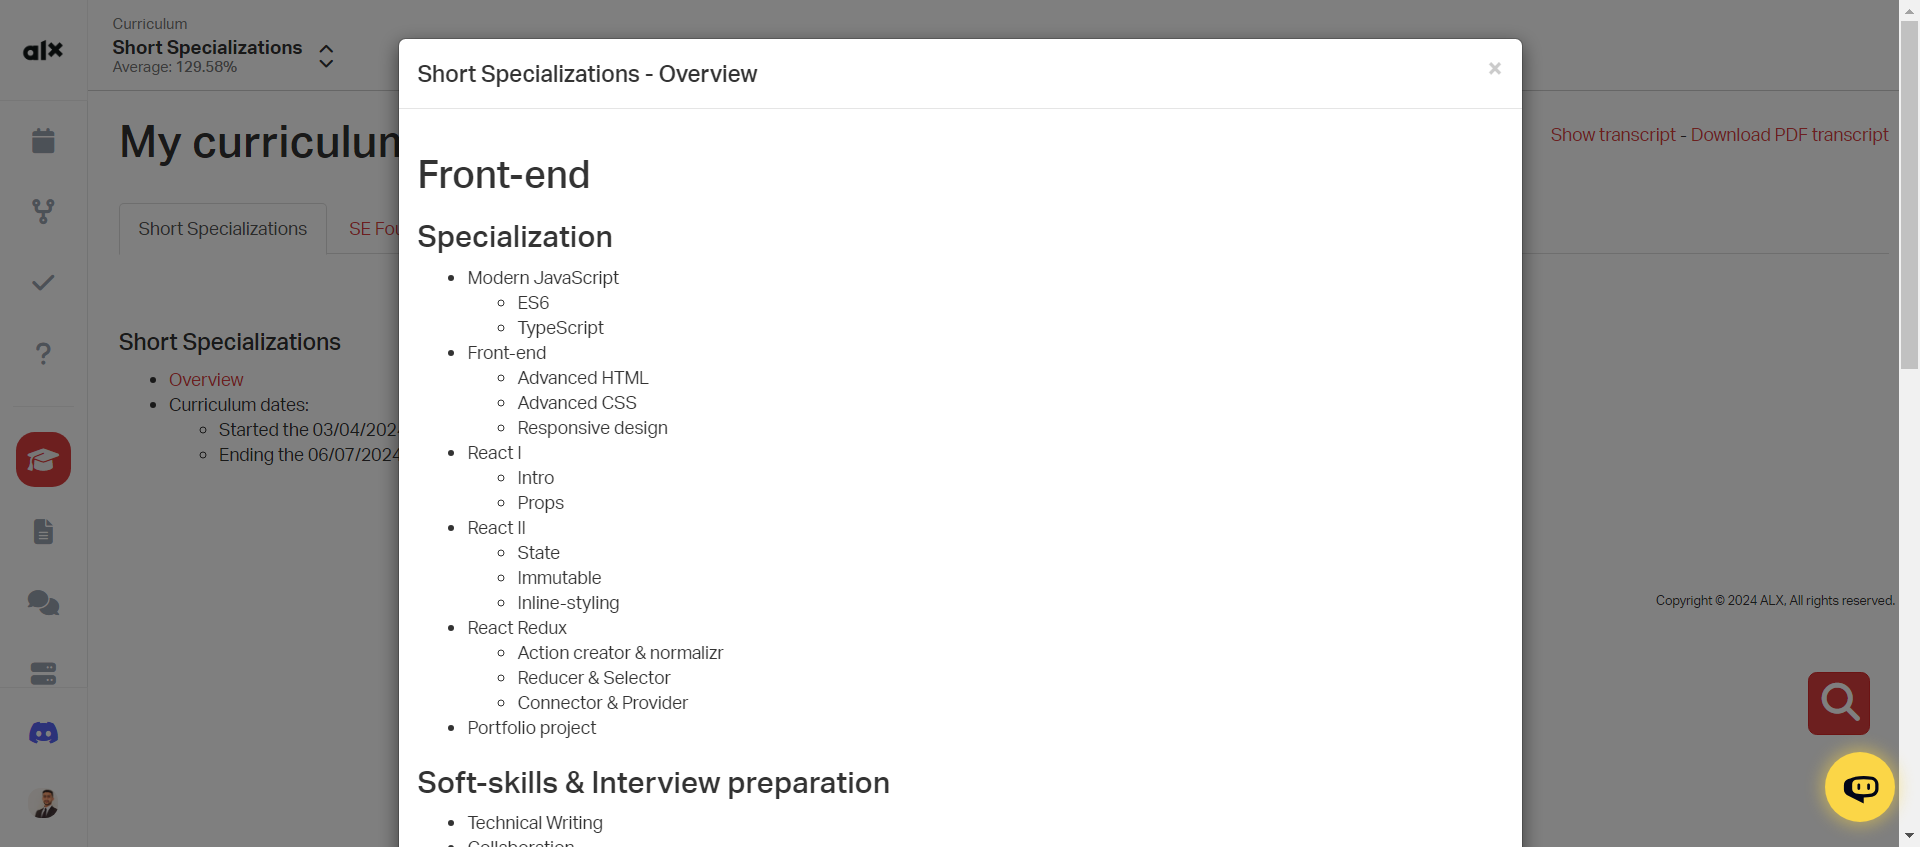 alx
Curriculum
Short Specializations
Average: 129.58%
My curriculum
Show transcript - Download PDF transcript
Short Specializations
SE Fou
Short Specializations
Overview
Curriculum dates:
Started the 03/04/202
Ending the 06/07/2024
Short Specializations - Overview
×
Front-end
Specialization
Modern JavaScript
ES6
TypeScript
Front-end
Advanced HTML
Advanced CSS
Responsive design
React I
Intro
Props
React II
State
Immutable
Inline-styling
React Redux
Action creator & normalizr
Reducer & Selector
Connector & Provider
Portfolio project
Soft-skills & Interview preparation
Technical Writing
Collaboration
Copyright © 2024 ALX, All rights reserved.